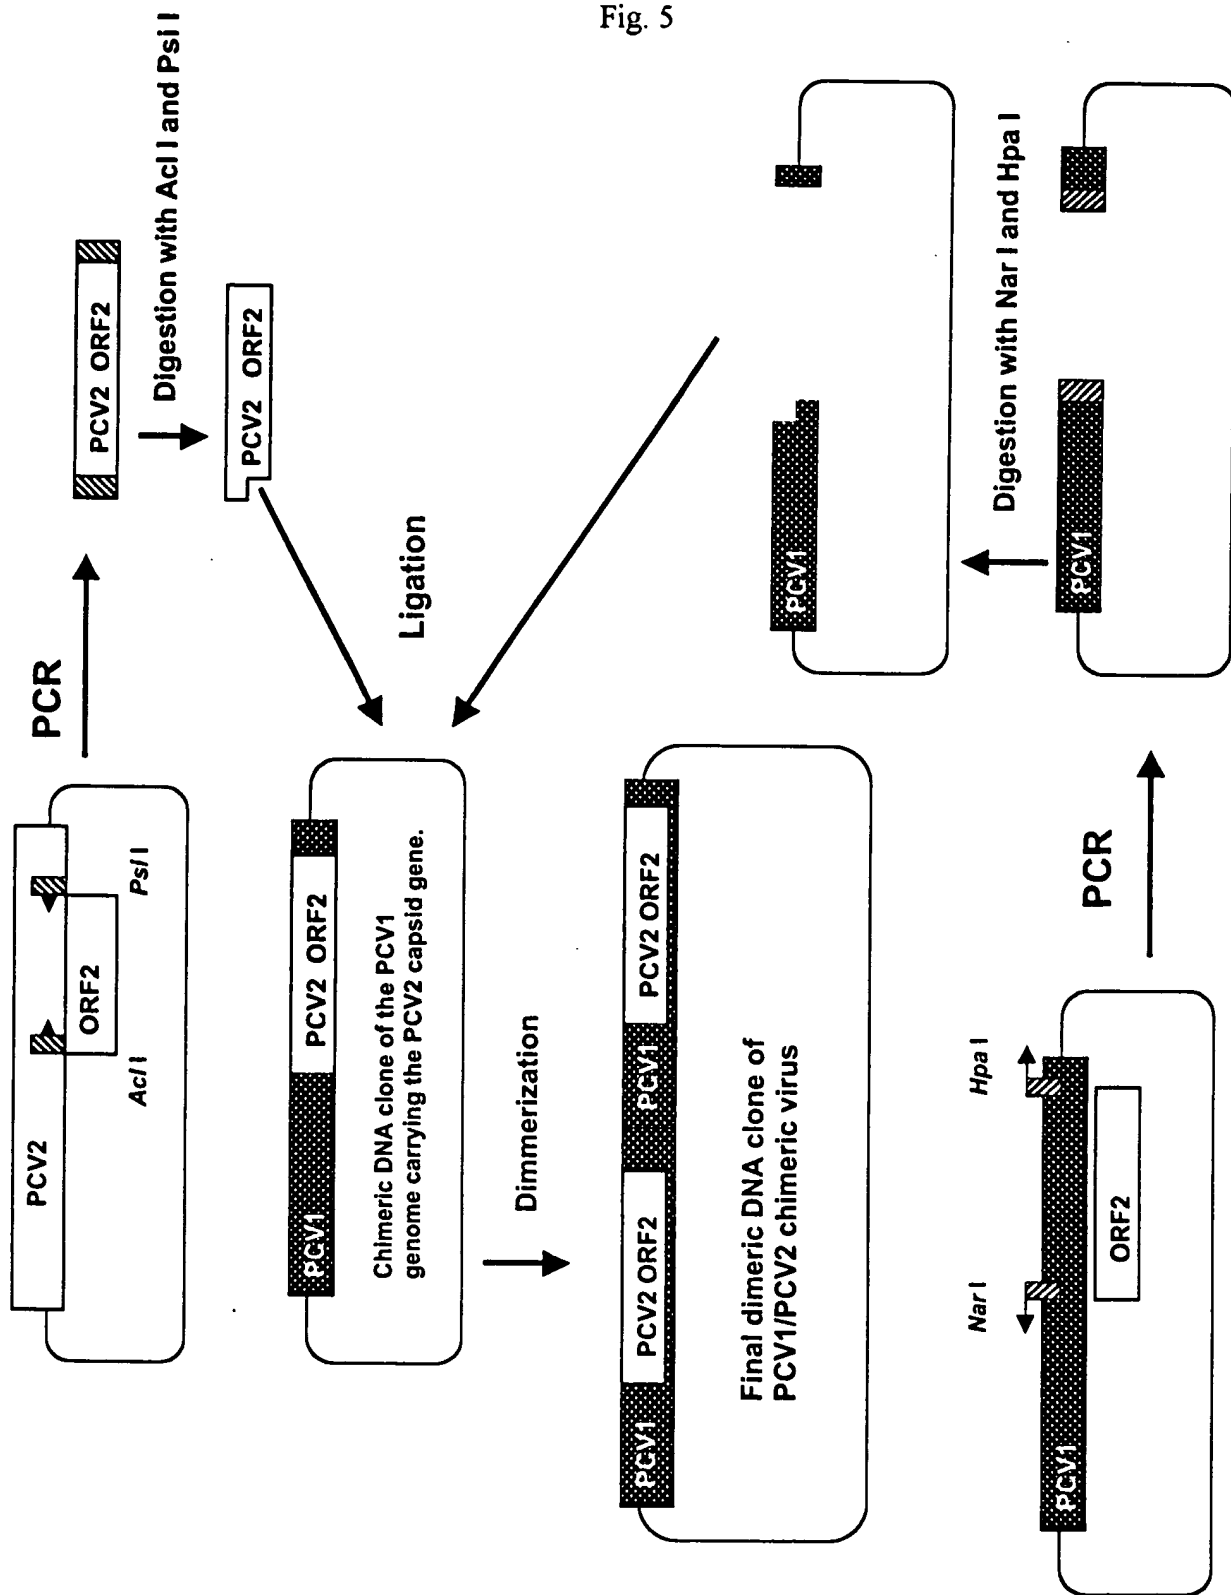 Fig. 5
PCV2
Acl I
Psi I
ORF2
PCR
PCV2 ORF2
Digestion with Acl I and Psi I
PCV2 ORF2
Ligation
PCV1
PCV2 ORF2
Chimeric DNA clone of the PCV1
genome carrying the PCV2 capsid gene.
Dimmerization
PCV1
PCV2 ORF2
PCV1
PCV2 ORF2
Final dimeric DNA clone of
PCV1/PCV2 chimeric virus
PCV1
Nar I
Hpa I
ORF2
PCR
PCV1
Digestion with Nar I and Hpa I
PCV1